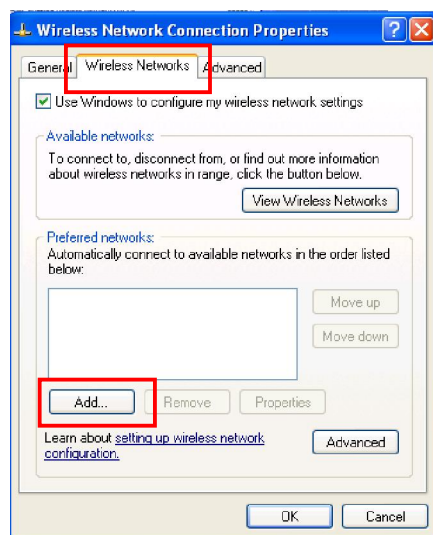 Wireless Network Connection Properties
General Wireless Networks Advanced
Use Windows to configure my wireless network settings
Available networks:
To connect to, disconnect from, or find out more information
about wireless networks in range, click the button below.
View Wireless Networks
Preferred networks:
Automatically connect to available networks in the order listed
below:
Move up
Move down
Add... Remove Properties
Learn about setting up wireless network
configuration.
Advanced
OK Cancel